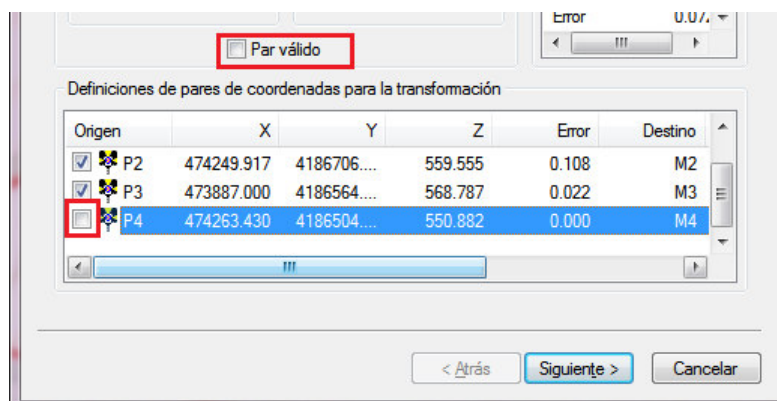 Error 0.07
Par válido
Definiciones de pares de coordenadas para la transformación
Origen X Y Z Error Destino
P2 474249.917 4186706.... 559.555 0.108 M2
P3 473887.000 4186564.... 568.787 0.022 M3
P4 474263.430 4186504.... 550.882 0.000 M4
< Atrás Siguiente > Cancelar